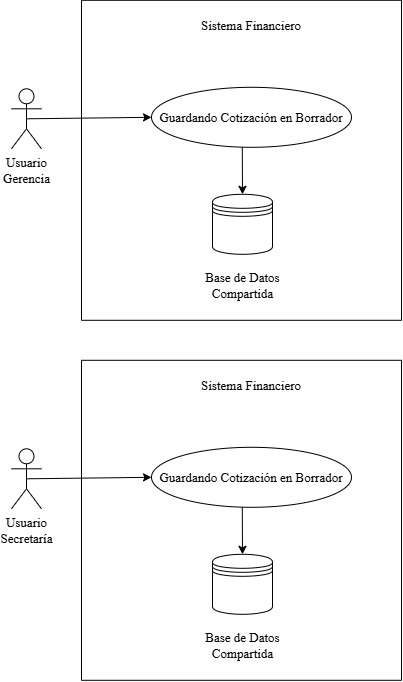 Sistema Financiero
Guardando Cotización en Borrador
Usuario
Gerencia
Base de Datos
Compartida
Sistema Financiero
Guardando Cotización en Borrador
Usuario
Secretaría
Base de Datos
Compartida